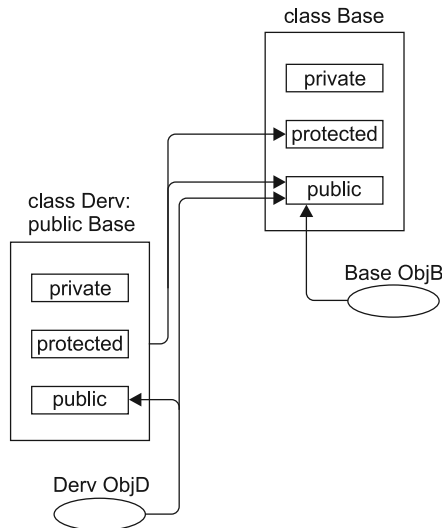 class Base
private
protected
public
class Derv:
public Base
private
protected
public
Base ObjB
Derv ObjD